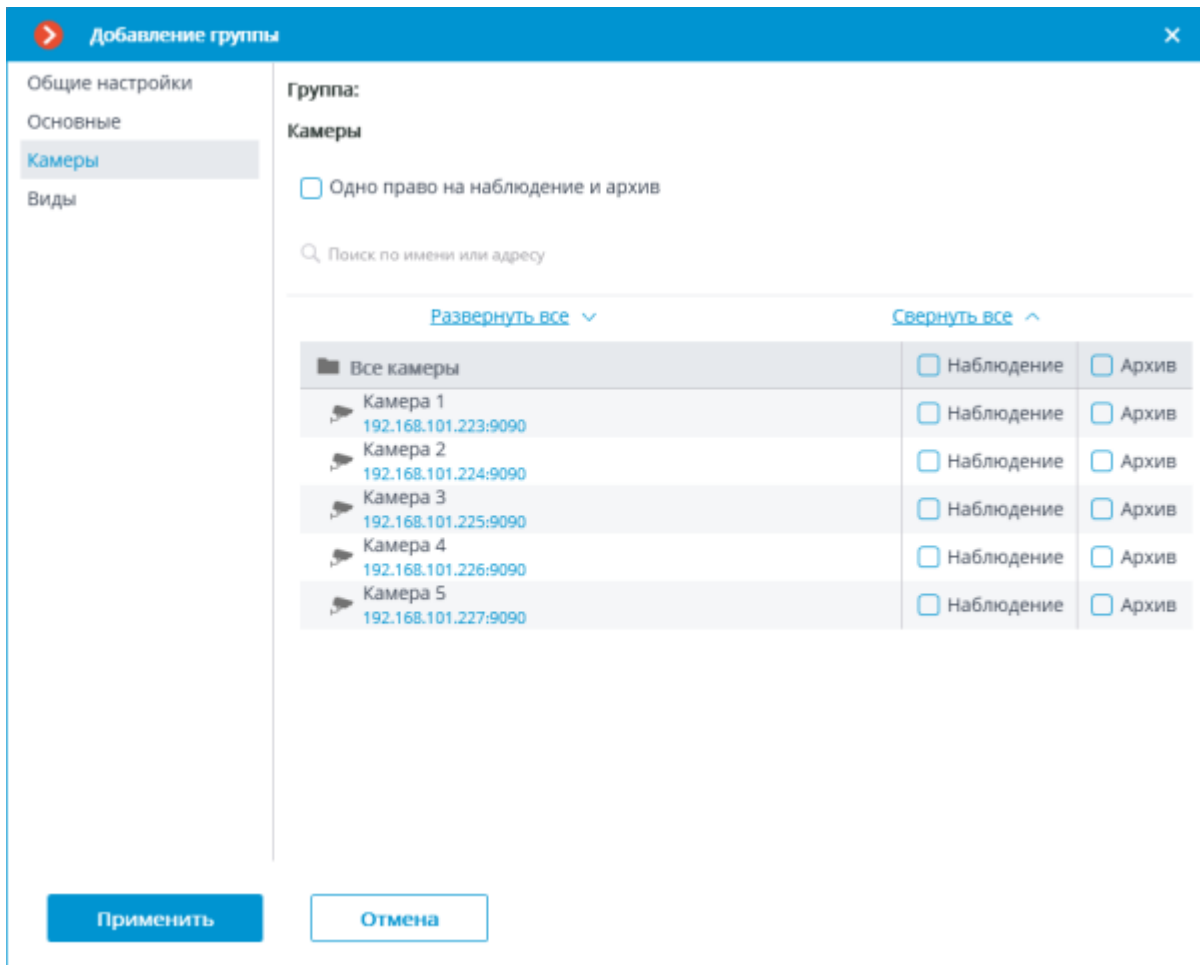 Добавление группы
Общие настройки
Основные
Камеры
Виды
Группа:
Камеры
Одно право на наблюдение и архив
Поиск по имени или адресу
Развернуть все Свернуть все
Все камеры Наблюдение Архив
Камера 1
192.168.101.223:9090 Наблюдение Архив
Камера 2
192.168.101.224:9090 Наблюдение Архив
Камера 3
192.168.101.225:9090 Наблюдение Архив
Камера 4
192.168.101.226:9090 Наблюдение Архив
Камера 5
192.168.101.227:9090 Наблюдение Архив
Применить Отмена